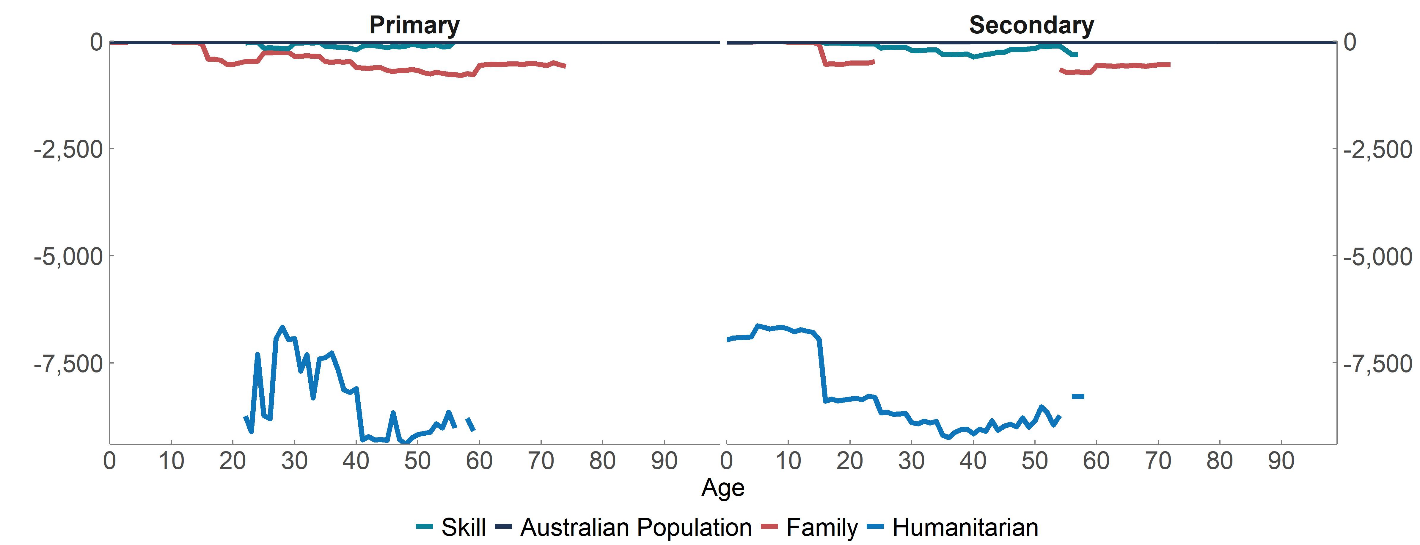 Primary Secondary
0 0
-2,500 -2,500
-5,000 -5,000
-7,500 -7,500
0 10 20 30 40 50 60 70 80 90 0 10 20 30 40 50 60 70 80 90
Age
Skill Australian Population Family Humanitarian